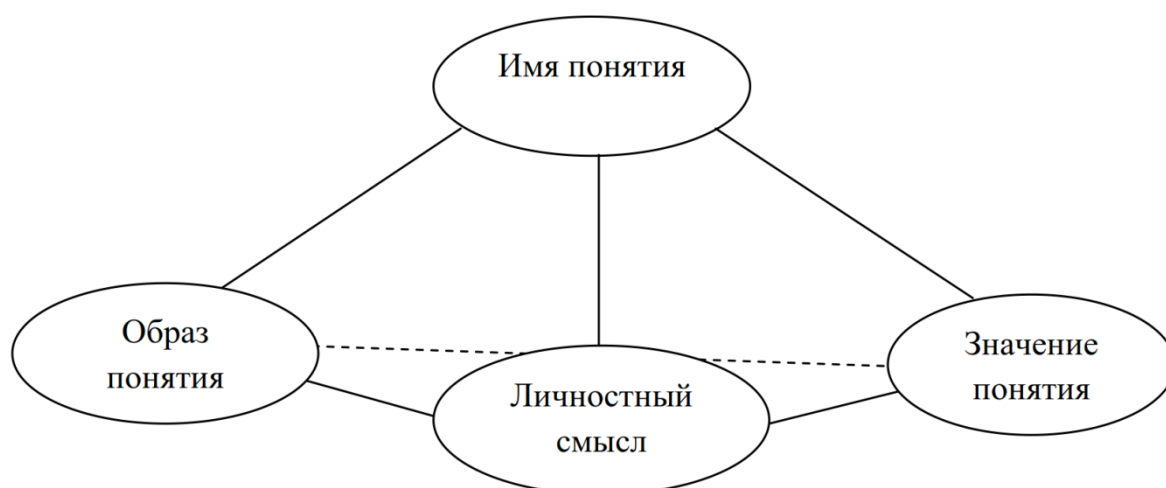 Имя понятия
Образ
понятия
Личностный
смысл
Значение
понятия